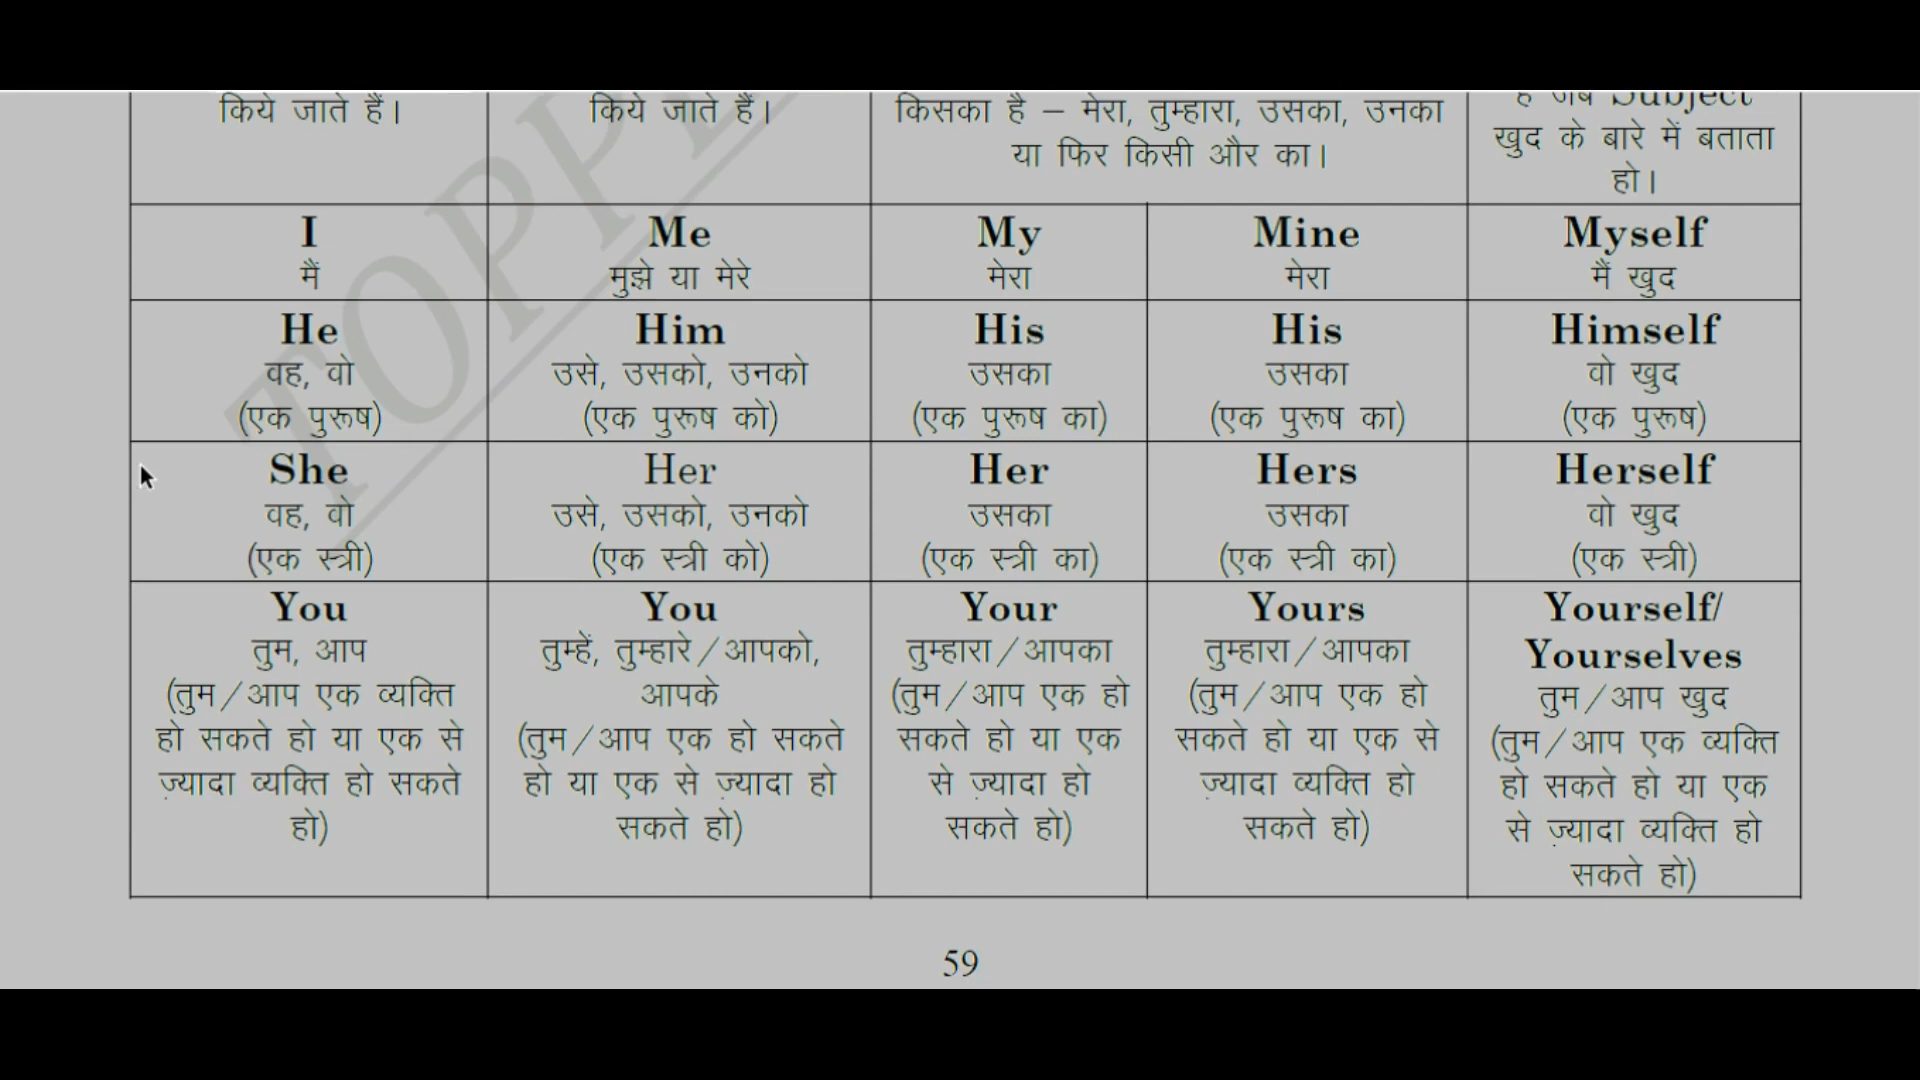 किये जाते हैं।
किये जाते हैं।
किसका है – मेरा, तुम्हारा, उसका, उनका
या फिर किसी और का।
है जब Subject
खुद के बारे में बताता
हो।
I
मैं
Me
मुझे या मेरे
My
मेरा
Mine
मेरा
Myself
मैं खुद
He
वह, वो
(एक पुरूष)
Him
उसे, उसको, उनको
(एक पुरूष को)
His
उसका
(एक पुरूष का)
His
उसका
(एक पुरूष का)
Himself
वो खुद
(एक पुरूष)
She
वह, वो
(एक स्त्री)
Her
उसे, उसको, उनको
(एक स्त्री को)
Her
उसका
(एक स्त्री का)
Hers
उसका
(एक स्त्री का)
Herself
वो खुद
(एक स्त्री)
You
तुम, आप
(तुम/आप एक व्यक्ति
हो सकते हो या एक से
ज़्यादा व्यक्ति हो सकते
हो)
You
तुम्हें, तुम्हारे/आपको,
आपके
(तुम/आप एक हो सकते
हो या एक से ज़्यादा हो
सकते हो)
Your
तुम्हारा/आपका
(तुम/आप एक हो
सकते हो या एक
से ज़्यादा हो
सकते हो)
Yours
तुम्हारा/आपका
(तुम/आप एक हो
सकते हो या एक से
ज़्यादा व्यक्ति हो
सकते हो)
Yourself/
Yourselves
तुम/आप खुद
(तुम/आप एक व्यक्ति
हो सकते हो या एक
से ज़्यादा व्यक्ति हो
सकते हो)
59